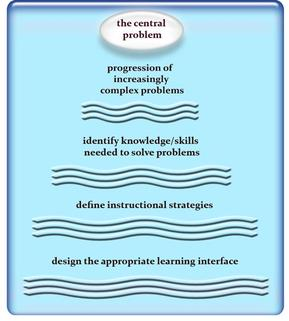 the central
problem
progression of
increasingly
complex problems
identify knowledge/skills
needed to solve problems
define instructional strategies
design the appropriate learning interface